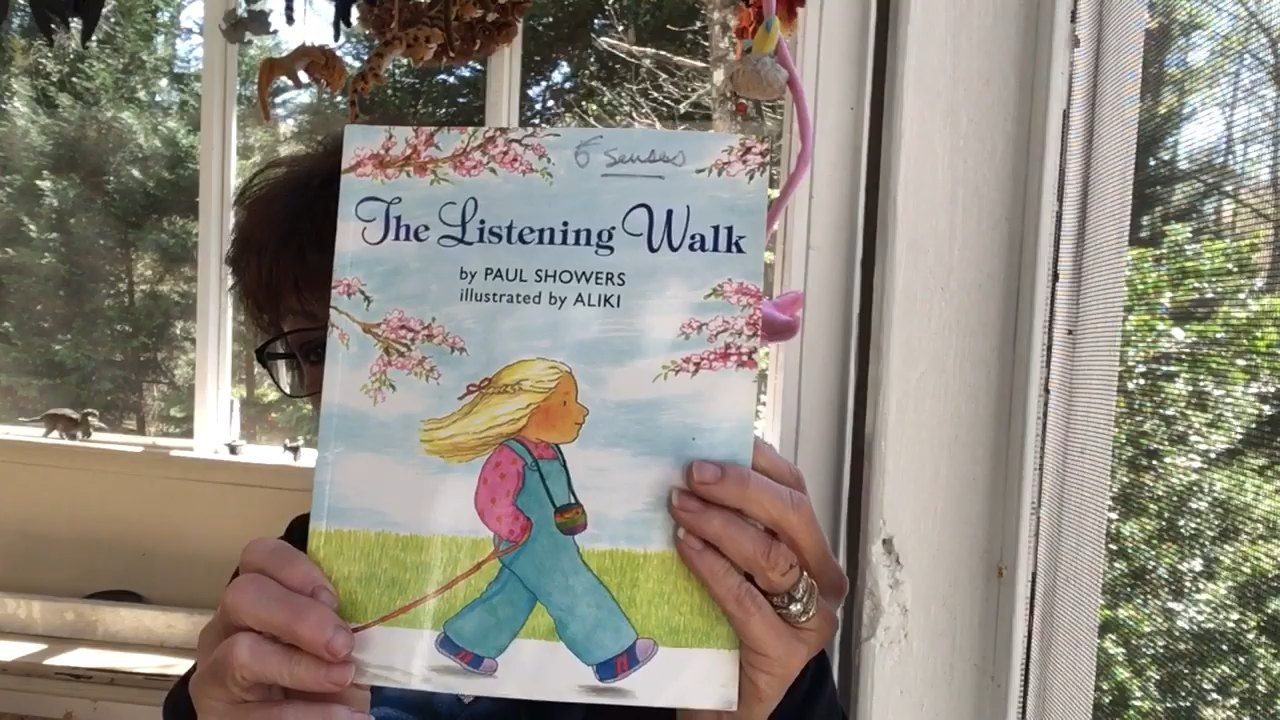 5 senses
The Listening Walk
by PAUL SHOWERS
illustrated by ALIKI